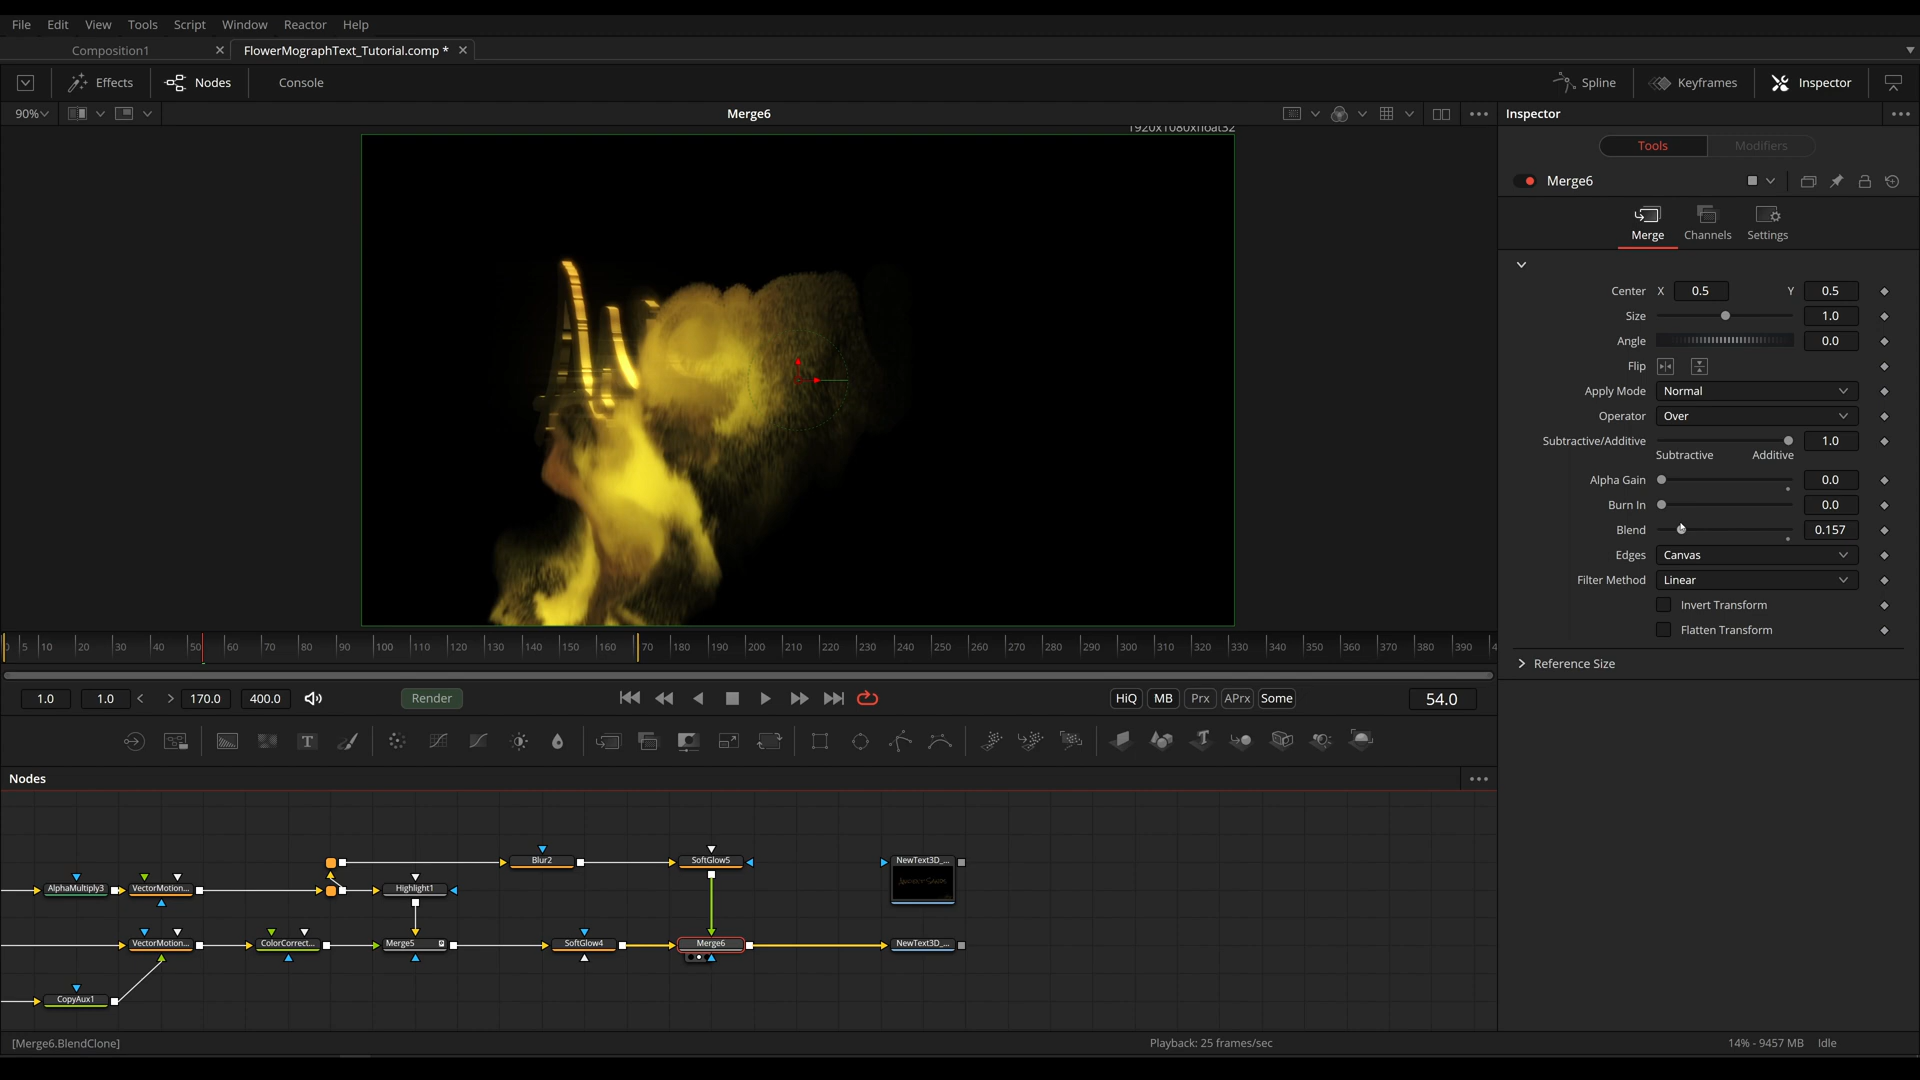 File Edit View Tools Script Window Reactor Help
Composition1 FlowerMographText_Tutorial.comp *
Effects Nodes Console Spline Keyframes Inspector
90% Merge6 Inspector
1920x1080xfloat32
Tools Modifiers
Merge6
Merge Channels Settings
Center X 0.5 Y 0.5
Size 1.0
Angle 0.0
Flip
Apply Mode Normal
Operator Over
Subtractive/Additive 1.0
Subtractive Additive
Alpha Gain 0.0
Burn In 0.0
Blend 0.157
Edges Canvas
Filter Method Linear
Invert Transform
Flatten Transform
Reference Size
0 5 10 20 30 40 50 60 70 80 90 100 110 120 130 140 150 160 70 180 190 200 210 220 230 240 250 260 270 280 290 300 310 320 330 340 350 360 370 380 390 4
1.0 1.0 < > 170.0 400.0 Render HiQ MB Prx APrx Some 54.0
Nodes
Blur2 SoftGlow5 NewText3D_...
AlphaMultiply3 VectorMotion... Highlight1
VectorMotion... ColorCorrect... Merge5 SoftGlow4 Merge6 NewText3D_...
CopyAux1
[Merge6.BlendClone] Playback: 25 frames/sec 14% - 9457 MB Idle